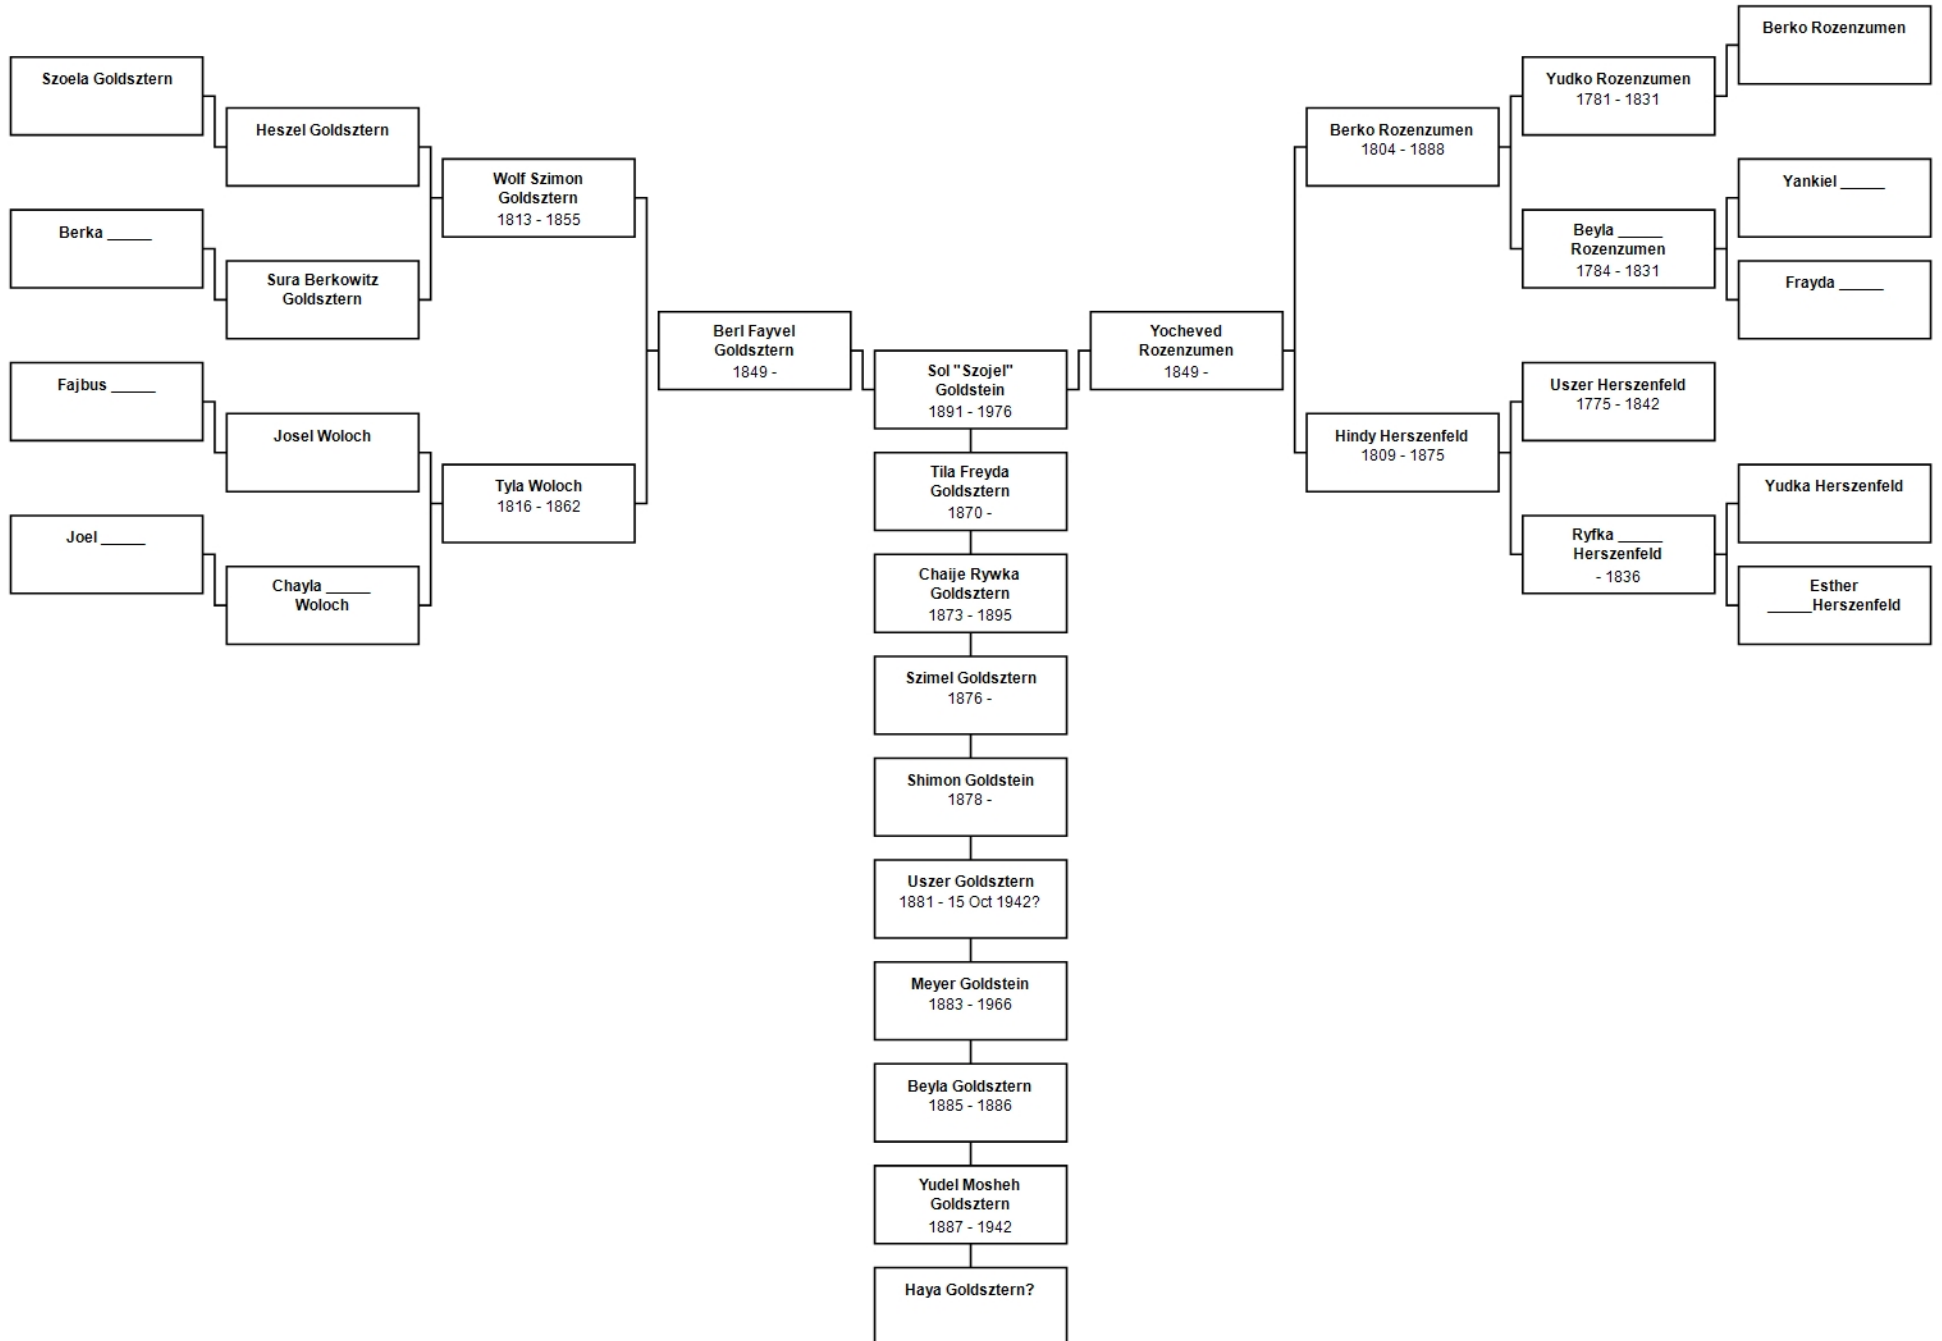 Szoela Goldsztern
Berka _____
Fajbus _____
Joel _____
Heszel Goldsztern
Sura Berkowitz
Goldsztern
Josel Woloch
Chayla _____
Woloch
Wolf Szimon
Goldsztern
1813 - 1855
Tyla Woloch
1816 - 1862
Berl Fayvel
Goldsztern
1849 -
Sol "Szojel"
Goldstein
1891 - 1976
Tila Freyda
Goldsztern
1870 -
Chaije Rywka
Goldsztern
1873 - 1895
Szimel Goldsztern
1876 -
Shimon Goldstein
1878 -
Uszer Goldsztern
1881 - 15 Oct 1942?
Meyer Goldstein
1883 - 1966
Beyla Goldsztern
1885 - 1886
Yudel Mosheh
Goldsztern
1887 - 1942
Haya Goldsztern?
Yocheved
Rozenzumen
1849 -
Berko Rozenzumen
1804 - 1888
Hindy Herszenfeld
1809 - 1875
Yudko Rozenzumen
1781 - 1831
Beyla _____
Rozenzumen
1784 - 1831
Uszer Herszenfeld
1775 - 1842
Ryfka _____
Herszenfeld
- 1836
Berko Rozenzumen
Yankiel _____
Frayda _____
Yudka Herszenfeld
Esther
_____Herszenfeld